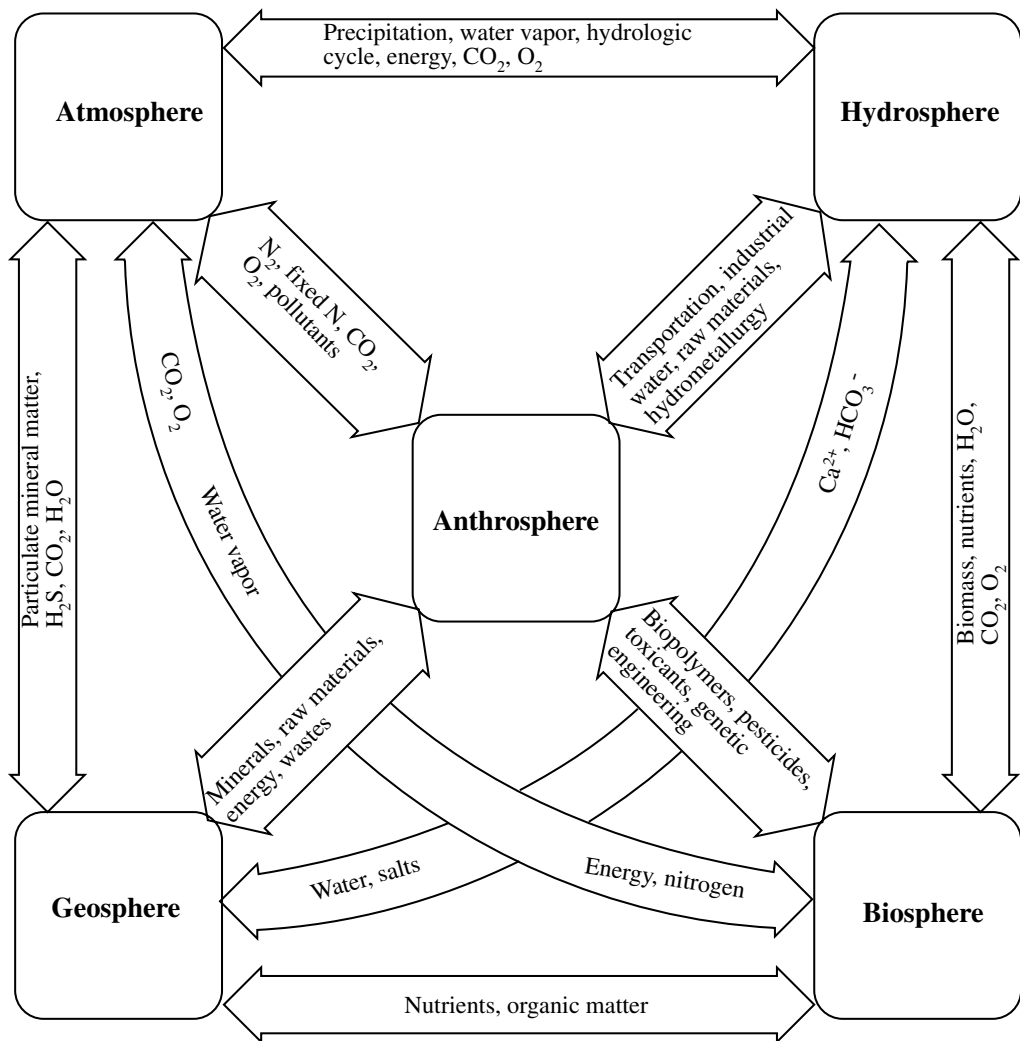 Precipitation, water vapor, hydrologic
cycle, energy, CO₂, O₂
Atmosphere
Hydrosphere
N₂, fixed N, CO₂,
O₂, pollutants
Transportation, industrial
water, raw materials,
hydrometallurgy
CO₂, O₂
Water vapor
Ca²⁺, HCO₃⁻
Particulate mineral matter,
H₂S, CO₂, H₂O
Anthrosphere
Biomass, nutrients, H₂O,
CO₂, O₂
Minerals, raw materials,
energy, wastes
Biopolymers, pesticides,
toxicants, genetic
engineering
Water, salts
Energy, nitrogen
Geosphere
Biosphere
Nutrients, organic matter